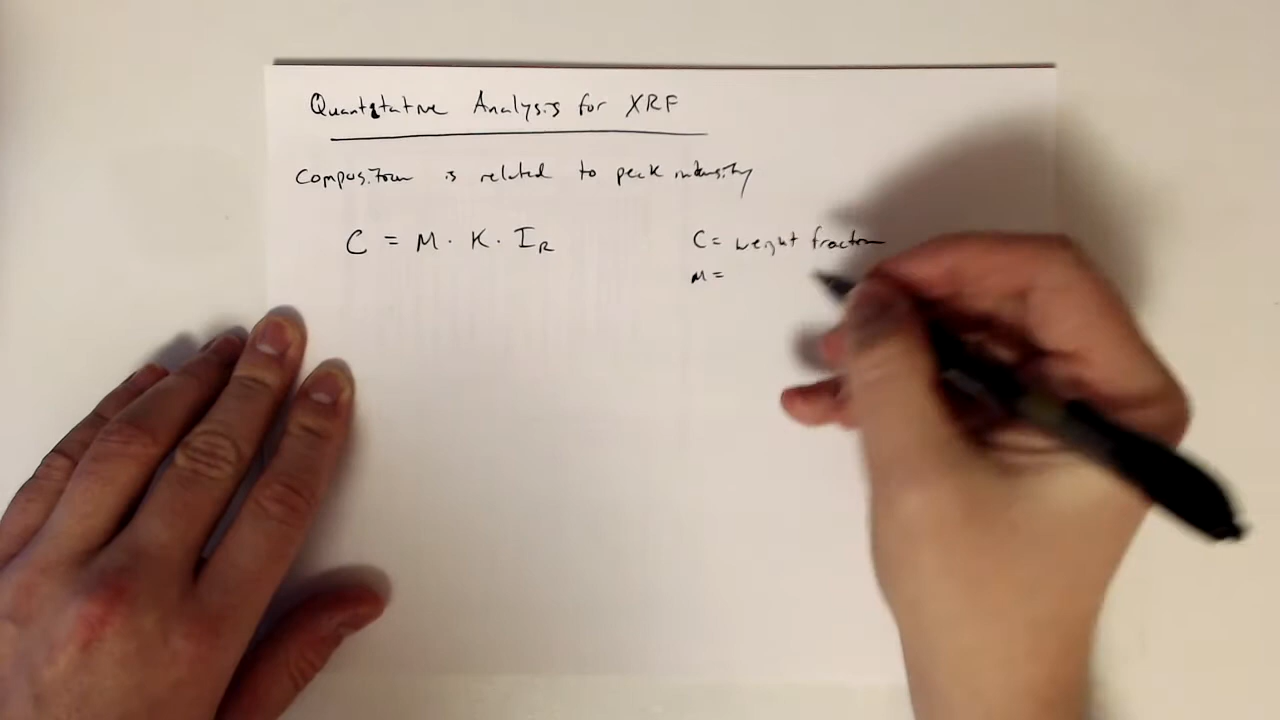 Quantitative Analysis for XRF
Composition is related to peak intensity
C = M · K · I_R
C = weight fraction
M =